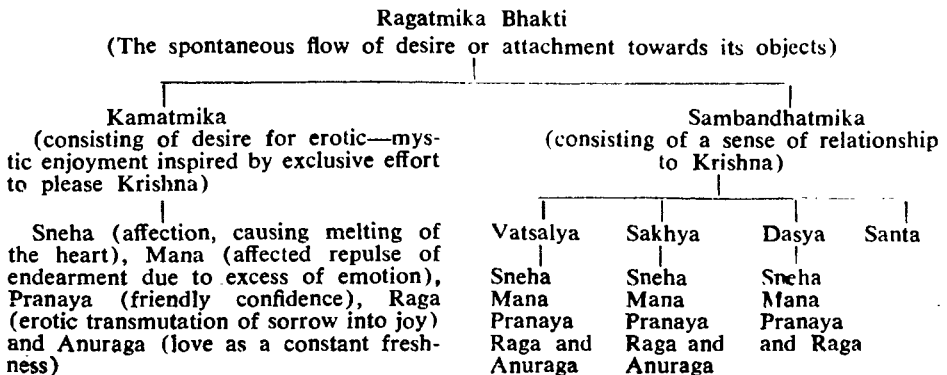 Ragatmika Bhakti
(The spontaneous flow of desire or attachment towards its objects)
Kamatmika
(consisting of desire for erotic—mys-
tic enjoyment inspired by exclusive effort
to please Krishna)
Sambandhatmika
(consisting of a sense of relationship
to Krishna)
Sneha (affection, causing melting of
the heart), Mana (affected repulse of
endearment due to excess of emotion),
Pranaya (friendly confidence), Raga
(erotic transmutation of sorrow into joy)
and Anuraga (love as a constant fresh-
ness)
Vatsalya Sakhya Dasya Santa
Sneha Sneha Sneha
Mana Mana Mana
Pranaya Pranaya Pranaya
Raga and Raga and and Raga
Anuraga Anuraga